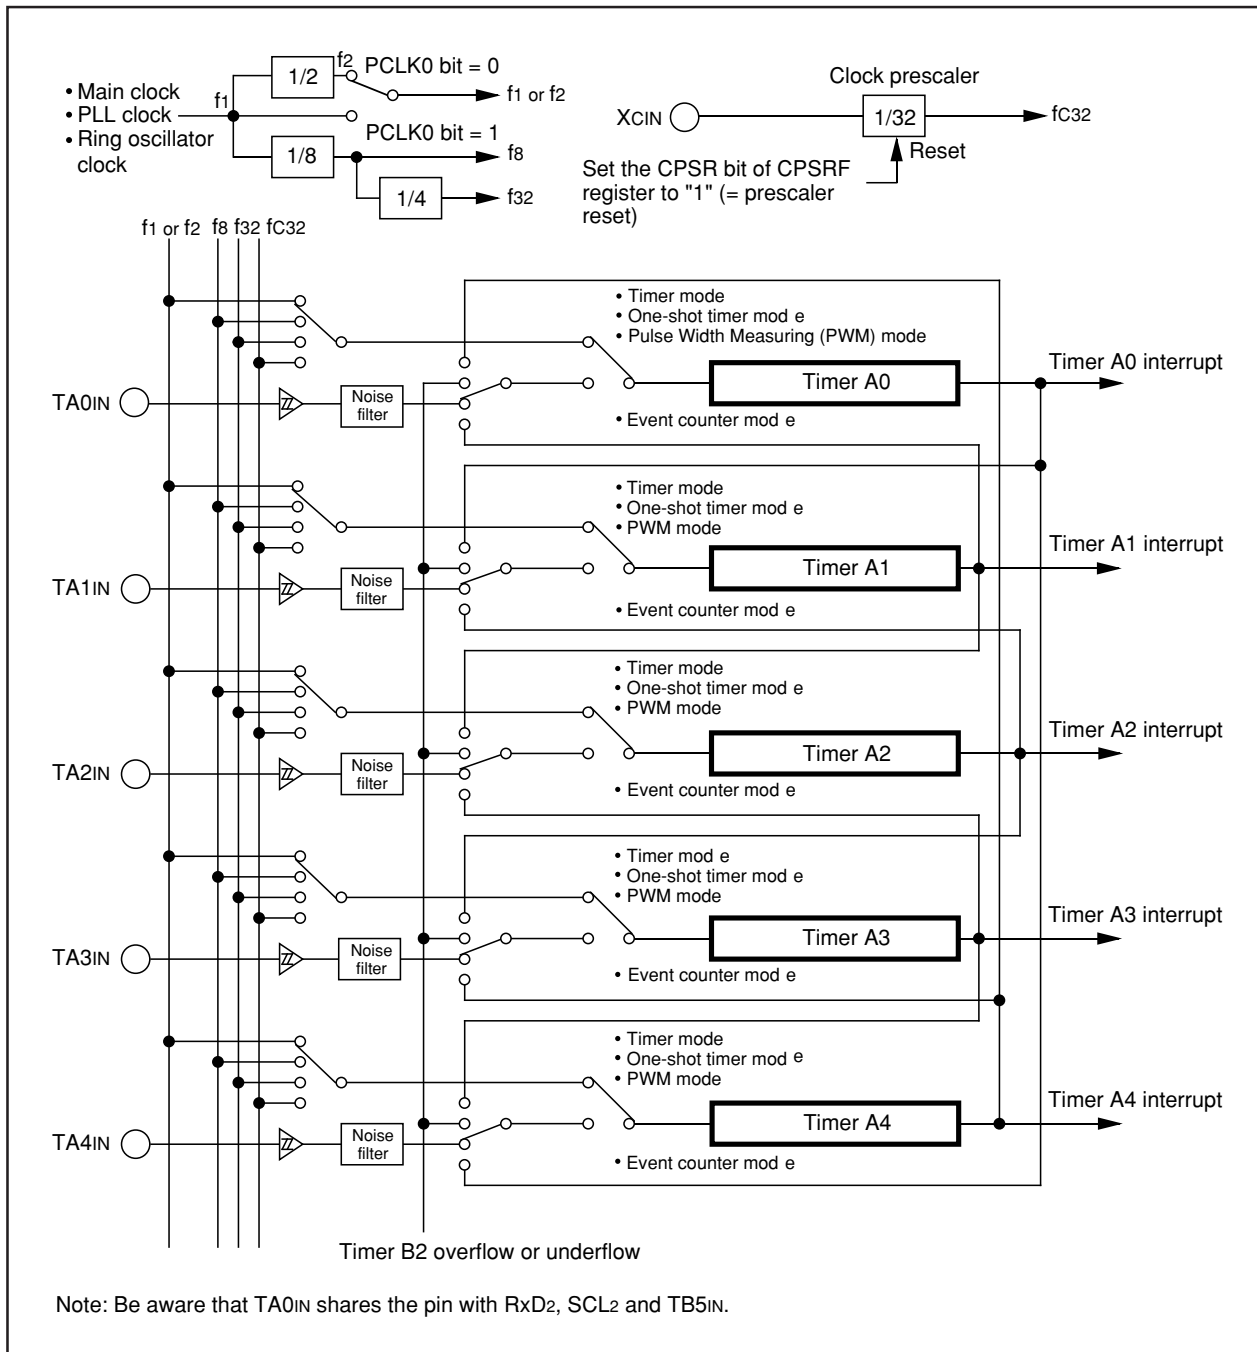 • Main clock
• PLL clock
• Ring oscillator
clock
f1
1/2
f2
PCLK0 bit = 0
f1 or f2
PCLK0 bit = 1
1/8
f8
1/4
f32
Clock prescaler
XCIN
1/32
fC32
Reset
Set the CPSR bit of CPSRF
register to "1" (= prescaler
reset)
f1 or f2 f8 f32 fC32
• Timer mode
• One-shot timer mod e
• Pulse Width Measuring (PWM) mode
TA0IN
Noise
filter
Timer A0
Timer A0 interrupt
• Event counter mod e
• Timer mode
• One-shot timer mod e
• PWM mode
TA1IN
Noise
filter
Timer A1
Timer A1 interrupt
• Event counter mod e
• Timer mode
• One-shot timer mod e
• PWM mode
TA2IN
Noise
filter
Timer A2
Timer A2 interrupt
• Event counter mod e
• Timer mod e
• One-shot timer mod e
• PWM mode
TA3IN
Noise
filter
Timer A3
Timer A3 interrupt
• Event counter mod e
• Timer mode
• One-shot timer mod e
• PWM mode
TA4IN
Noise
filter
Timer A4
Timer A4 interrupt
• Event counter mod e
Timer B2 overflow or underflow
Note: Be aware that TA0IN shares the pin with RxD2, SCL2 and TB5IN.